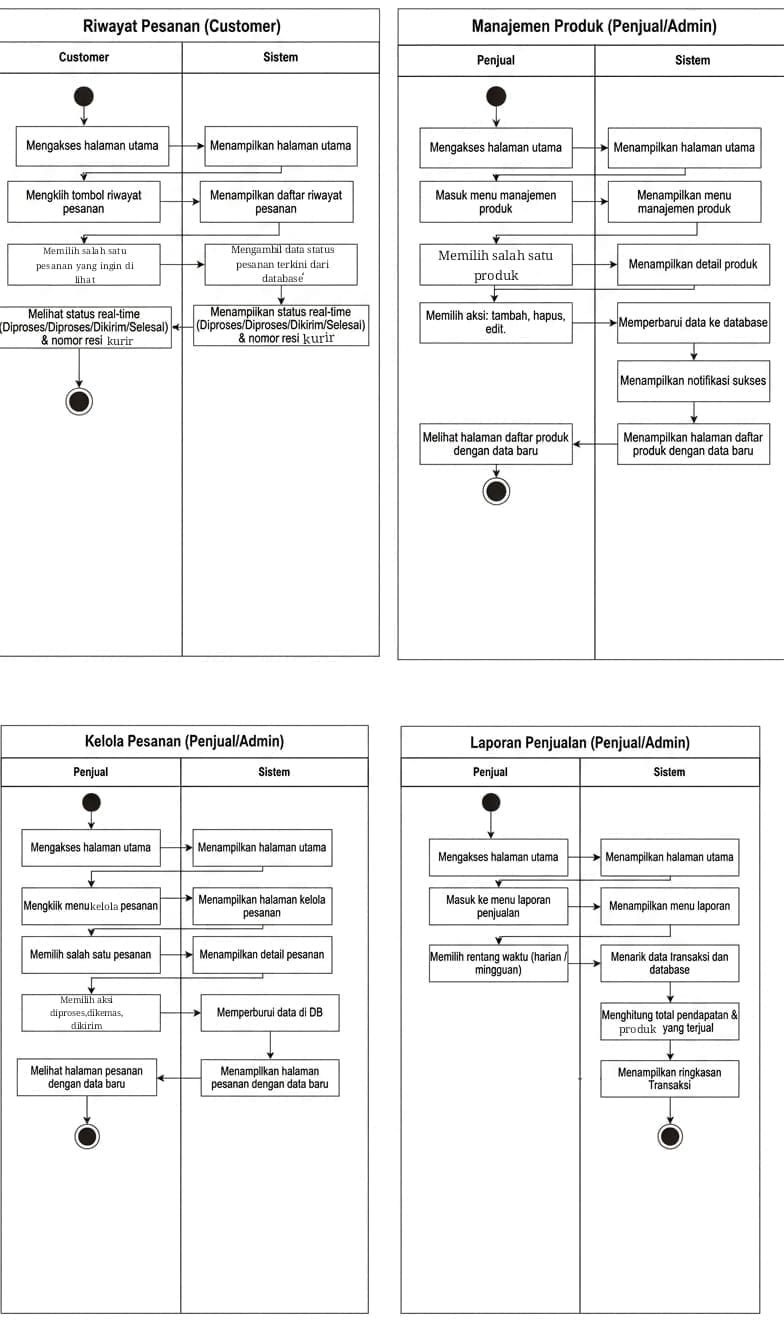 Riwayat Pesanan (Customer)
Customer
Sistem
Mengakses halaman utama
Menampilkan halaman utama
Mengklih tombol riwayat
pesanan
Menampilkan daftar riwayat
pesanan
Memilih salah satu
pesanan yang ingin di
lihat
Mengambil data status
pesanan terkini dari
database
Melihat status real-time
(Diproses/Diproses/Dikirim/Selesal)
& nomor resi kurir
Menampiikan status real-time
(Diproses/Diproses/Dikirim/Selesai)
& nomor resi kurir
Manajemen Produk (Penjual/Admin)
Penjual
Sistem
Mengakses halaman utama
Menampilkan halaman utama
Masuk menu manajemen
produk
Menampilkan menu
manajemen produk
Memilih salah satu
produk
Menampilkan detail produk
Memilih aksi: tambah, hapus,
edit.
Memperbarui data ke database
Menampilkan notifikasi sukses
Melihat halaman daftar produk
dengan data baru
Menampilkan halaman daftar
produk dengan data baru
Kelola Pesanan (Penjual/Admin)
Penjual
Sistem
Mengakses halaman utama
Menampilkan halaman utama
Mengkiik menu kelola pesanan
Menampilkan halaman kelola
pesanan
Memilih salah satu pesanan
Menampilkan detail pesanan
Memilih aksi
diproses,dikemas,
dikirim
Memperburui data di DB
Melihat halaman pesanan
dengan data baru
Menampilkan halaman
pesanan dengan data baru
Laporan Penjualan (Penjual/Admin)
Penjual
Sistem
Mengakses halaman utama
Menampilkan halaman utama
Masuk ke menu laporan
penjualan
Menampilkan menu laporan
Memilih rentang waktu (harian /
mingguan)
Menarik data transaksi dan
database
Menghitung total pendapatan &
produk yang terjual
Menampilkan ringkasan
Transaksi